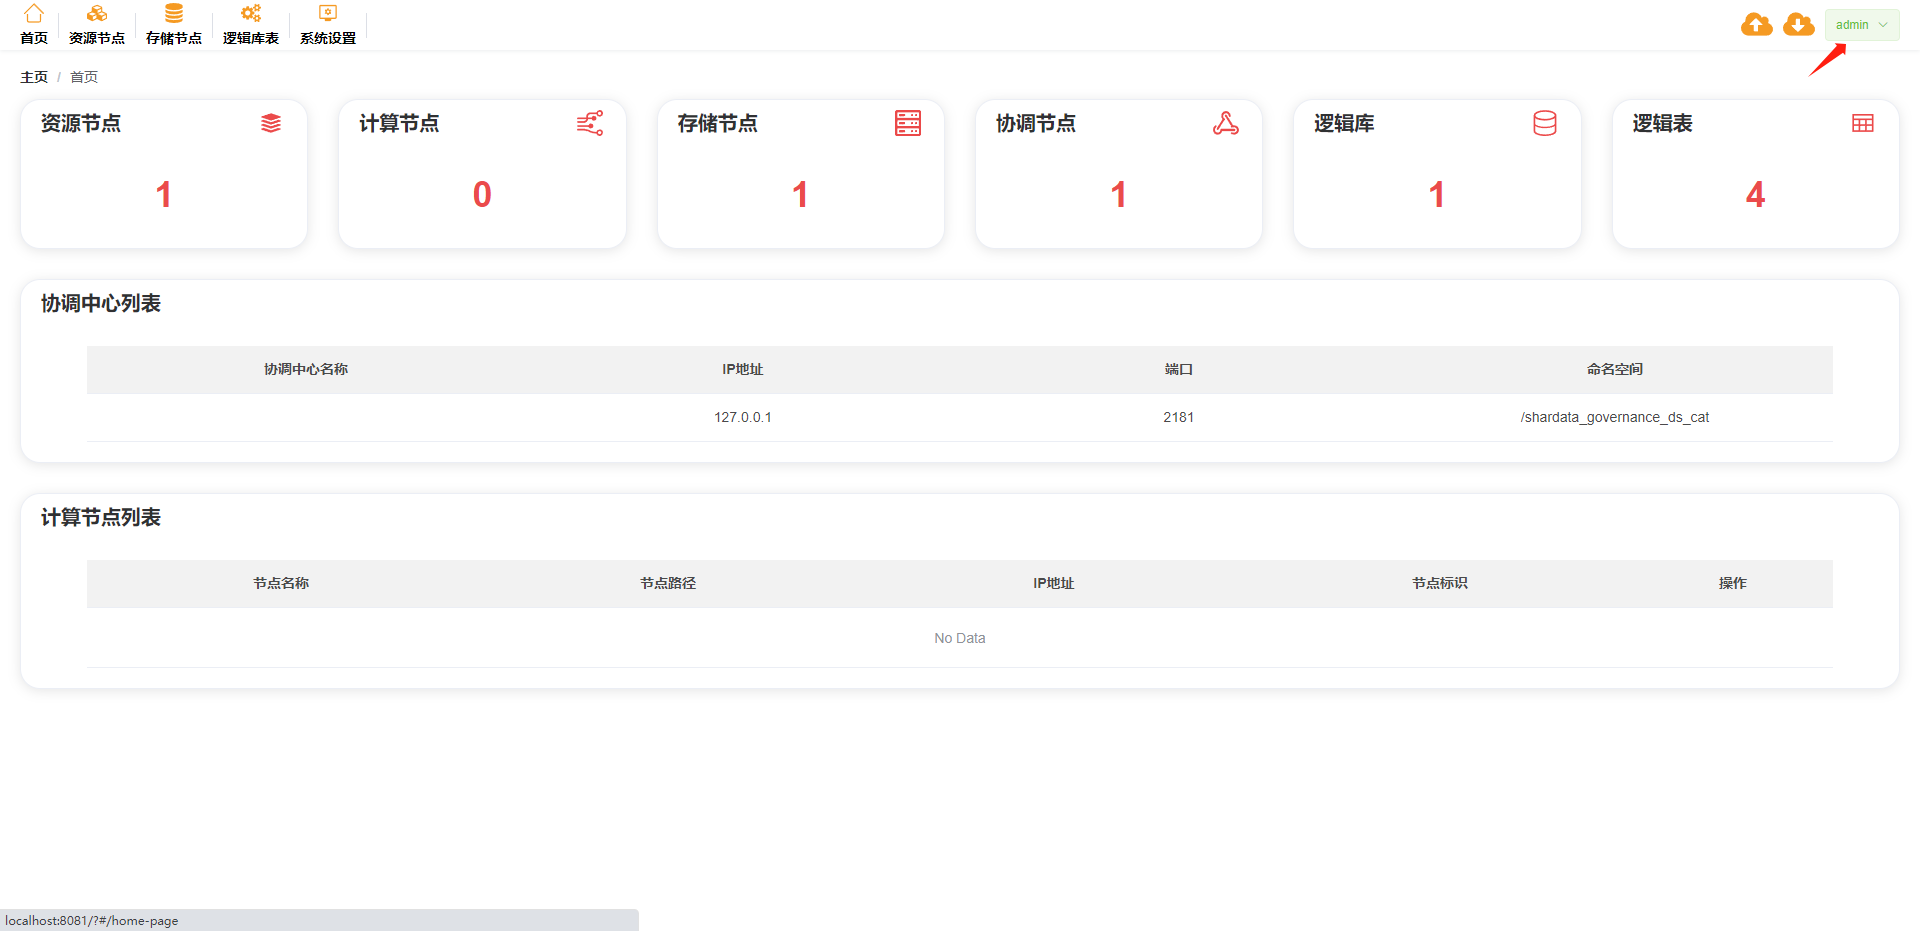 首页 资源节点 存储节点 逻辑库表 系统设置 admin
主页 / 首页
资源节点 计算节点 存储节点 协调节点 逻辑库 逻辑表
1 0 1 1 1 4
协调中心列表
协调中心名称 IP地址 端口 命名空间
127.0.0.1 2181 /shardata_governance_ds_cat
计算节点列表
节点名称 节点路径 IP地址 节点标识 操作
No Data
localhost:8081/?#/home-page